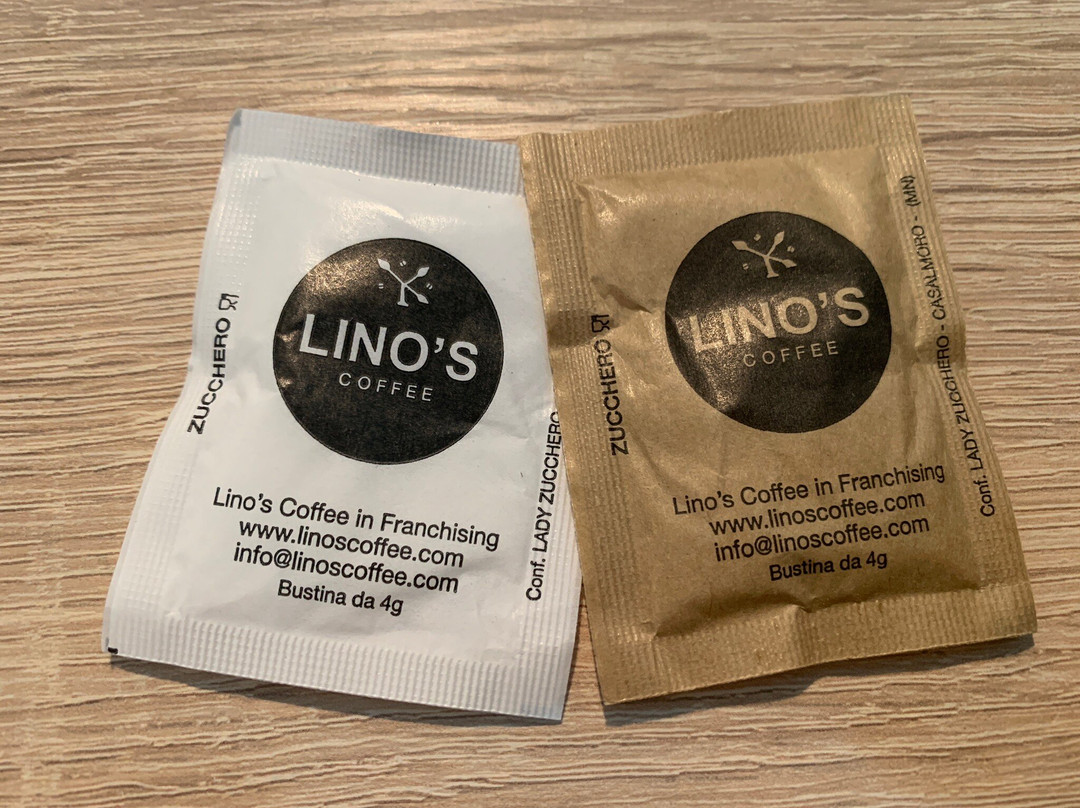 ZUCCHERO
LINO'S
COFFEE
Lino's Coffee in Franchising
www.linoscoffee.com
info@linoscoffee.com
Bustina da 4g
Conf. LADY ZUCCHERO
ZUCCHERO
LINO'S
COFFEE
Lino's Coffee in Franchising
www.linoscoffee.com
info@linoscoffee.com
Bustina da 4g
Conf. LADY ZUCCHERO - CASALMORO - (MN)